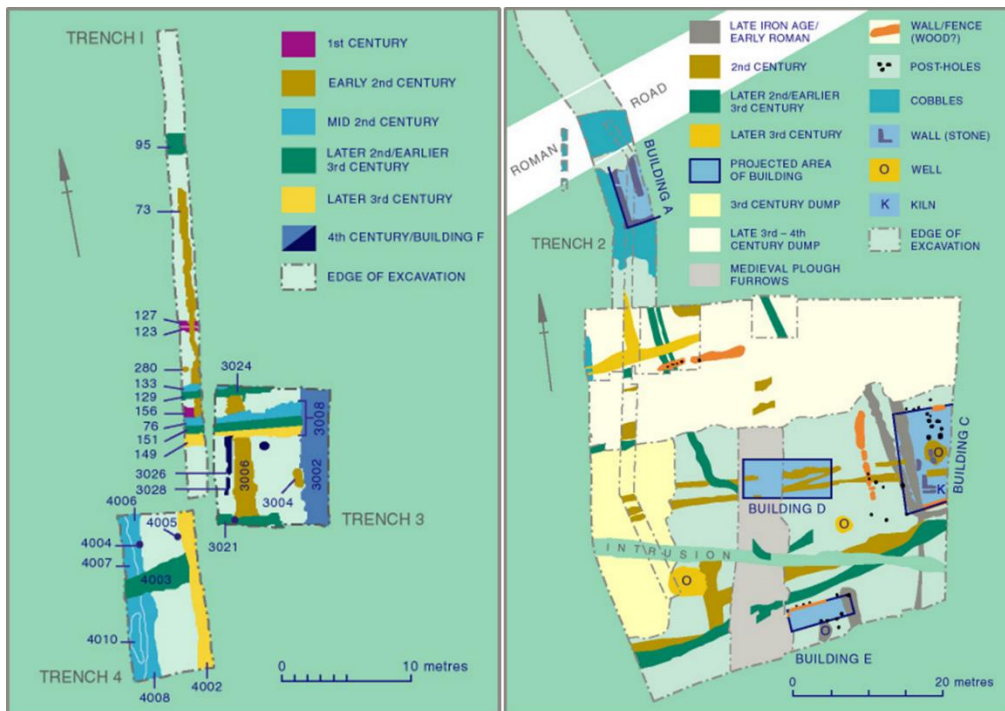 TRENCH I
1st CENTURY
EARLY 2nd CENTURY
MID 2nd CENTURY
LATER 2nd/EARLIER
3rd CENTURY
LATER 3rd CENTURY
4th CENTURY/BUILDING F
EDGE OF EXCAVATION
95
73
127
123
280
133
129
156
76
151
149
3026
3028
3024
3008
3006
3004
3002
3021
TRENCH 3
4006
4005
4004
4007
4003
4010
4008
4002
TRENCH 4
0 10 metres
LATE IRON AGE/
EARLY ROMAN
2nd CENTURY
LATER 2nd/EARLIER
3rd CENTURY
LATER 3rd CENTURY
PROJECTED AREA
OF BUILDING
3rd CENTURY DUMP
LATE 3rd – 4th
CENTURY DUMP
MEDIEVAL PLOUGH
FURROWS
WALL/FENCE
(WOOD?)
POST-HOLES
COBBLES
WALL (STONE)
O WELL
K KILN
EDGE OF
EXCAVATION
ROMAN ROAD
BUILDING A
TRENCH 2
BUILDING C
O
K
BUILDING D
O
INTRUSION
O
O
BUILDING E
0 20 metres